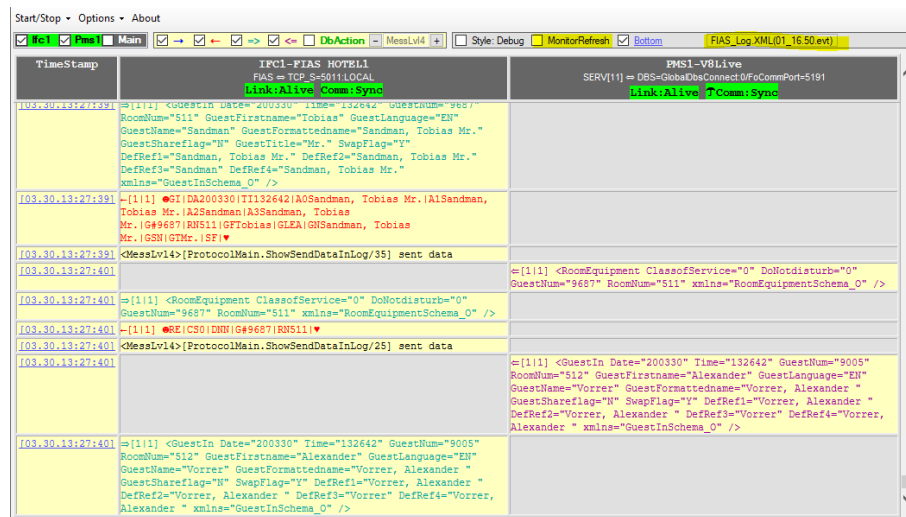 Start/Stop Options About
Ifc1 Pms1 Main → ← => <= DbAction - MessLvl4 + Style: Debug MonitorRefresh Bottom FIAS_Log.XML(01_16.50.evt)
TimeStamp IFC1-FIAS HOTEL1 PMS1-V8Live
FIAS ⇔ TCP_S=5011:LOCAL SERV[11] ⇔ DBS=GlobalDbsConnect:0/FoCommPort=5191
Link:Alive Comm:Sync Link:Alive Comm:Sync
[03.30.13:27:39] ⇒[1|1] <GuestIn Date="200330" Time="132642" GuestNum="9687"
RoomNum="511" GuestFirstname="Tobias" GuestLanguage="EN"
GuestName="Sandman" GuestFormattedname="Sandman, Tobias Mr."
GuestShareflag="N" GuestTitle="Mr." SwapFlag="Y"
DefRef1="Sandman, Tobias Mr." DefRef2="Sandman, Tobias Mr."
DefRef3="Sandman" DefRef4="Sandman, Tobias Mr."
xmlns="GuestInSchema_O" />
[03.30.13:27:39] ←[1|1] ☻GI|DA200330|TI132642|A0Sandman, Tobias Mr.|A1Sandman,
Tobias Mr.|A2Sandman|A3Sandman, Tobias
Mr.|G#9687|RN511|GFTobias|GLEA|GNSandman, Tobias
Mr.|GSN|GTMr.|SF|♥
[03.30.13:27:39] <MessLvl4>[ProtocolMain.ShowSendDataInLog/35] sent data
[03.30.13:27:40] ⇐[1|1] <RoomEquipment ClassofService="0" DoNotdisturb="0"
GuestNum="9687" RoomNum="511" xmlns="RoomEquipmentSchema_O" />
[03.30.13:27:40] ⇒[1|1] <RoomEquipment ClassofService="0" DoNotdisturb="0"
GuestNum="9687" RoomNum="511" xmlns="RoomEquipmentSchema_O" />
[03.30.13:27:40] ←[1|1] ☻RE|CS0|DNN|G#9687|RN511|♥
[03.30.13:27:40] <MessLvl4>[ProtocolMain.ShowSendDataInLog/25] sent data
[03.30.13:27:40] ⇐[1|1] <GuestIn Date="200330" Time="132642" GuestNum="9005"
RoomNum="512" GuestFirstname="Alexander" GuestLanguage="EN"
GuestName="Vorrer" GuestFormattedname="Vorrer, Alexander "
GuestShareflag="N" SwapFlag="Y" DefRef1="Vorrer, Alexander "
DefRef2="Vorrer, Alexander " DefRef3="Vorrer" DefRef4="Vorrer,
Alexander " xmlns="GuestInSchema_O" />
[03.30.13:27:40] ⇒[1|1] <GuestIn Date="200330" Time="132642" GuestNum="9005"
RoomNum="512" GuestFirstname="Alexander" GuestLanguage="EN"
GuestName="Vorrer" GuestFormattedname="Vorrer, Alexander "
GuestShareflag="N" SwapFlag="Y" DefRef1="Vorrer, Alexander "
DefRef2="Vorrer, Alexander " DefRef3="Vorrer" DefRef4="Vorrer,
Alexander " xmlns="GuestInSchema_O" />